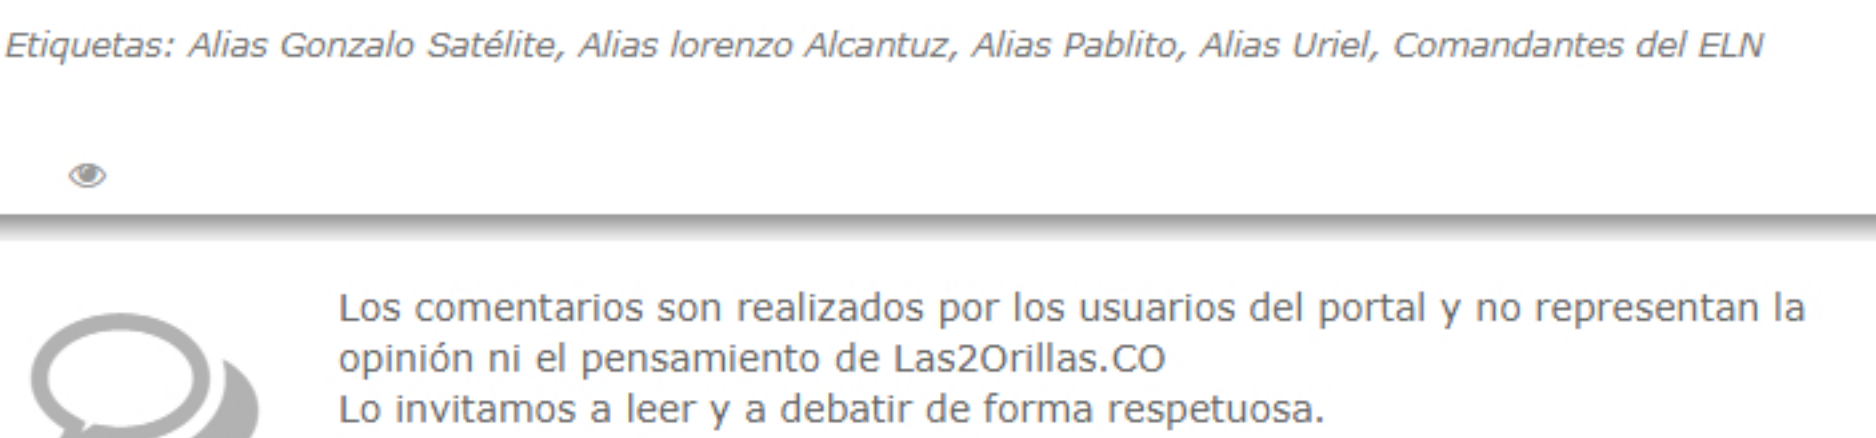 Etiquetas: Alias Gonzalo Satélite, Alias lorenzo Alcantuz, Alias Pablito, Alias Uriel, Comandantes del ELN
Los comentarios son realizados por los usuarios del portal y no representan la
opinión ni el pensamiento de Las2Orillas.CO
Lo invitamos a leer y a debatir de forma respetuosa.